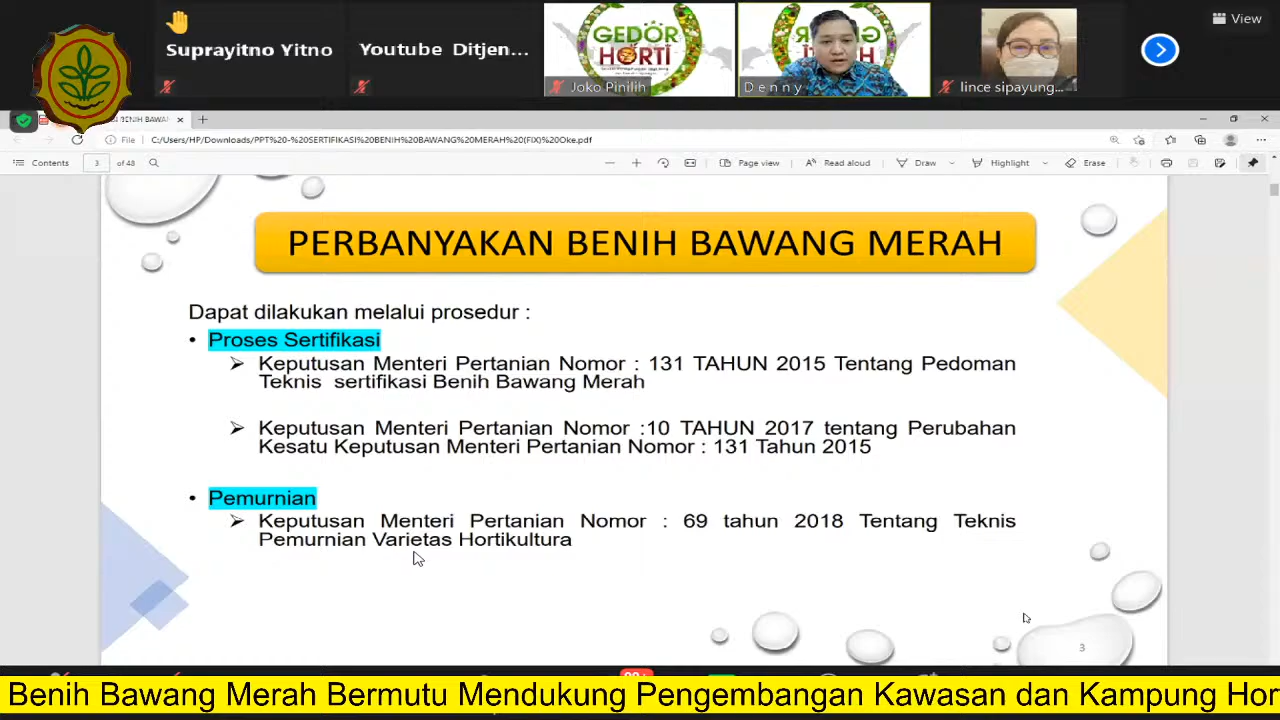 View
Suprayitno Yitno
Youtube Ditjen...
GEDOR
HORTI
Joko Pinilih
Denny
lince sipayung...
SI BENIH BAWA
File
C:/Users/HP/Downloads/PPT%20-%20SERTIFIKASI%20BENIH%20BAWANG%20MERAH%20(FIX)%20Oke.pdf
Contents
3
of 48
Page view
Read aloud
Draw
Highlight
Erase
PERBANYAKAN BENIH BAWANG MERAH
Dapat dilakukan melalui prosedur :
• Proses Sertifikasi
Keputusan Menteri Pertanian Nomor : 131 TAHUN 2015 Tentang Pedoman
Teknis sertifikasi Benih Bawang Merah
Keputusan Menteri Pertanian Nomor :10 TAHUN 2017 tentang Perubahan
Kesatu Keputusan Menteri Pertanian Nomor : 131 Tahun 2015
• Pemurnian
Keputusan Menteri Pertanian Nomor : 69 tahun 2018 Tentang Teknis
Pemurnian Varietas Hortikultura
3
Benih Bawang Merah Bermutu Mendukung Pengembangan Kawasan dan Kampung Hor